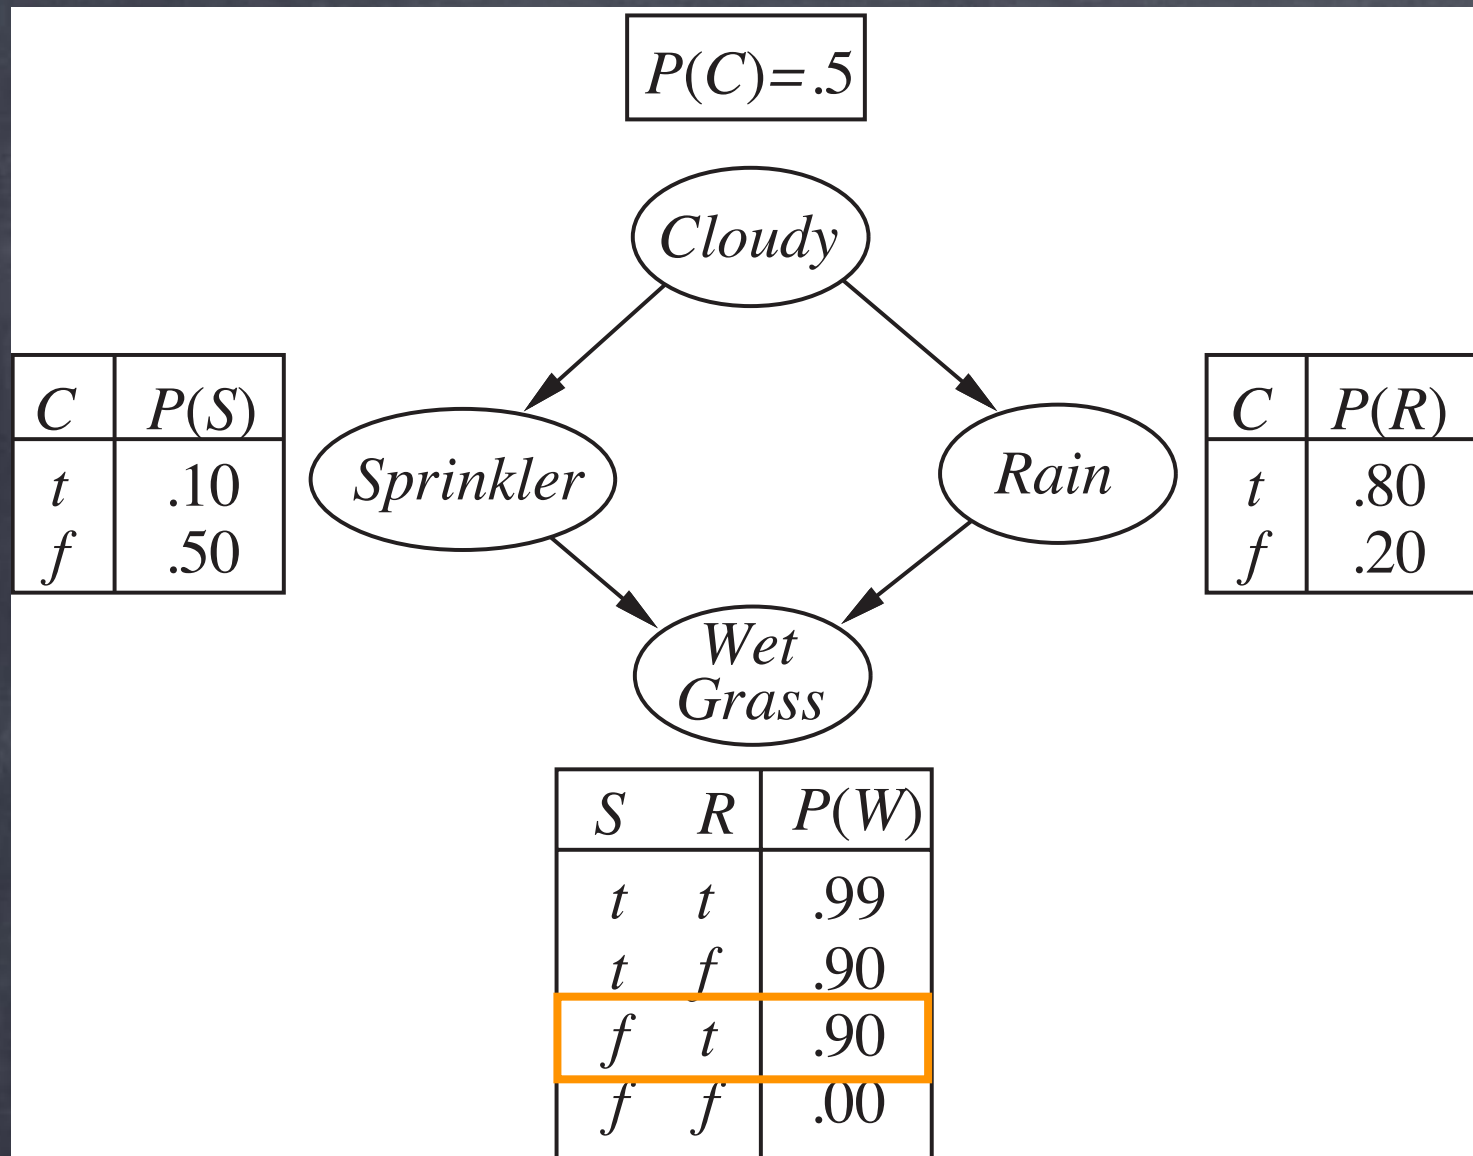 P(C)=.5
Cloudy
C P(S)
t .10
f .50
Sprinkler
Rain
C P(R)
t .80
f .20
Wet
Grass
S R P(W)
t t .99
t f .90
f t .90
f f .00